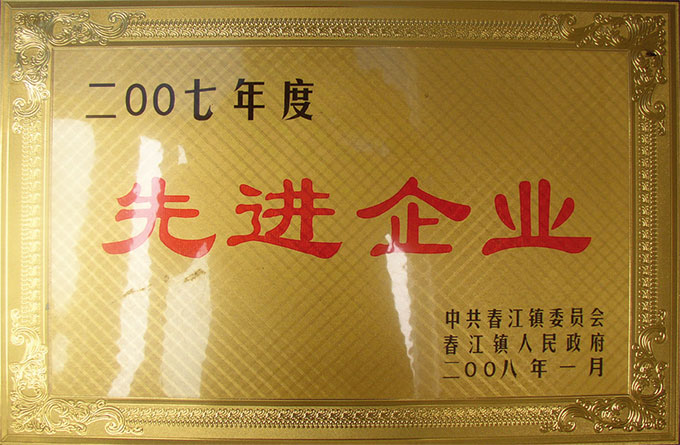 二00七年度
先进企业
中共春江镇委员会
春江镇人民政府
二00八年一月